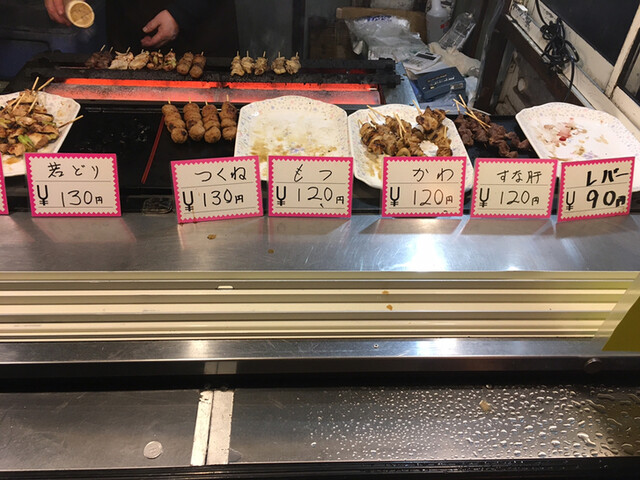 若どり
¥130円
つくね
¥130円
もつ
¥120円
かわ
¥120円
すな肝
¥120円
レバー
¥90円